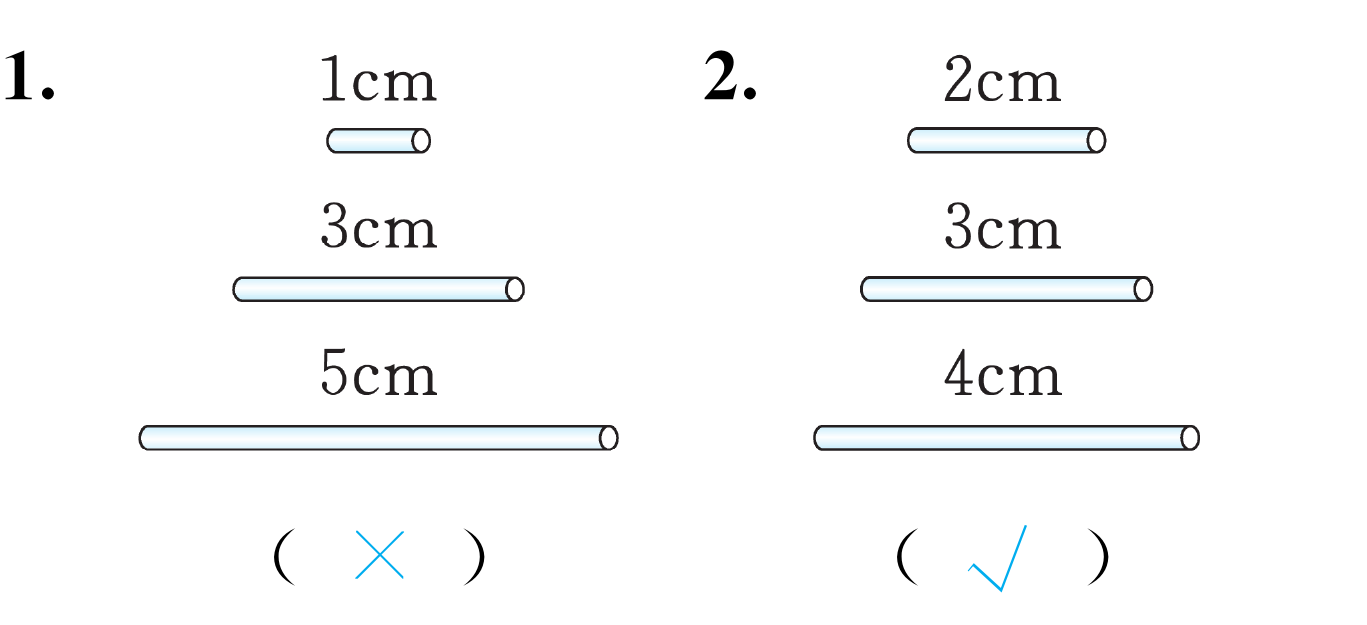 1.
1cm
3cm
5cm
( × )
2.
2cm
3cm
4cm
( √ )